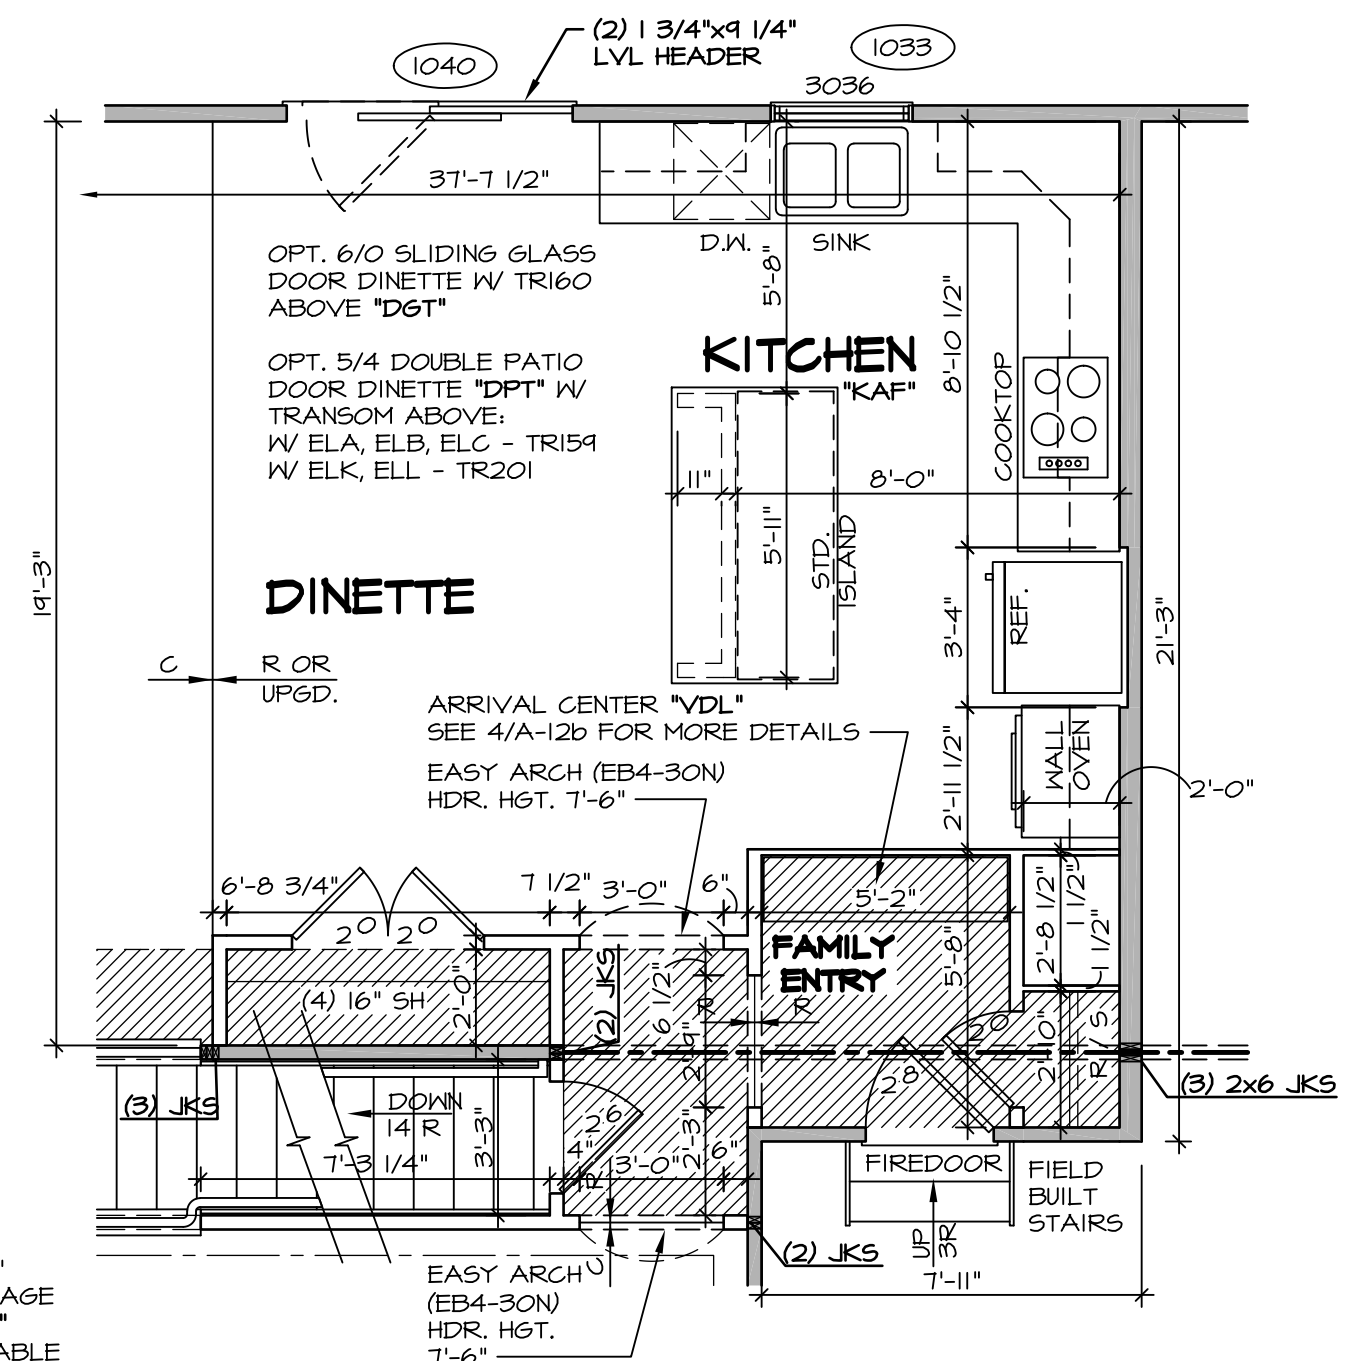 (2) 1 3/4"x9 1/4"
LVL HEADER
1040
1033
3036
37'-7 1/2"
D.W.
SINK
OPT. 6/0 SLIDING GLASS
DOOR DINETTE W/ TR160
ABOVE "DGT"
OPT. 5/4 DOUBLE PATIO
DOOR DINETTE "DPT" W/
TRANSOM ABOVE:
W/ ELA, ELB, ELC - TR159
W/ ELK, ELL - TR201
5'-8"
8'-10 1/2"
KITCHEN
"KAF"
COOKTOP
11"
8'-0"
5'-11"
STD.
ISLAND
19'-3"
DINETTE
3'-4"
REF.
21'-3"
C
R OR
UPGD.
ARRIVAL CENTER "VDL"
SEE 4/A-12b FOR MORE DETAILS
EASY ARCH (EB4-30N)
HDR. HGT. 7'-6"
2'-11 1/2"
WALL
OVEN
2'-0"
6'-8 3/4"
7 1/2"
3'-0"
6"
5'-2"
2'-8 1/2"
1 1/2"
1 1/2"
2° 2°
FAMILY
ENTRY
5'-8"
(4) 16" SH
2'-0"
(2) JKS
6 1/2"
R
R
2'-9"
2°
2'-10"
R / S
2⁸
(3) JKS
(3) 2x6 JKS
DOWN
14 R
2⁶
7'-3 1/4"
3'-3"
4"
R
3'-0"
2'-3"
6"
FIREDOOR
FIELD
BUILT
STAIRS
UP
3R
(2) JKS
7'-11"
C
EASY ARCH
(EB4-30N)
HDR. HGT.
7'-6"
"
AGE
"
ABLE